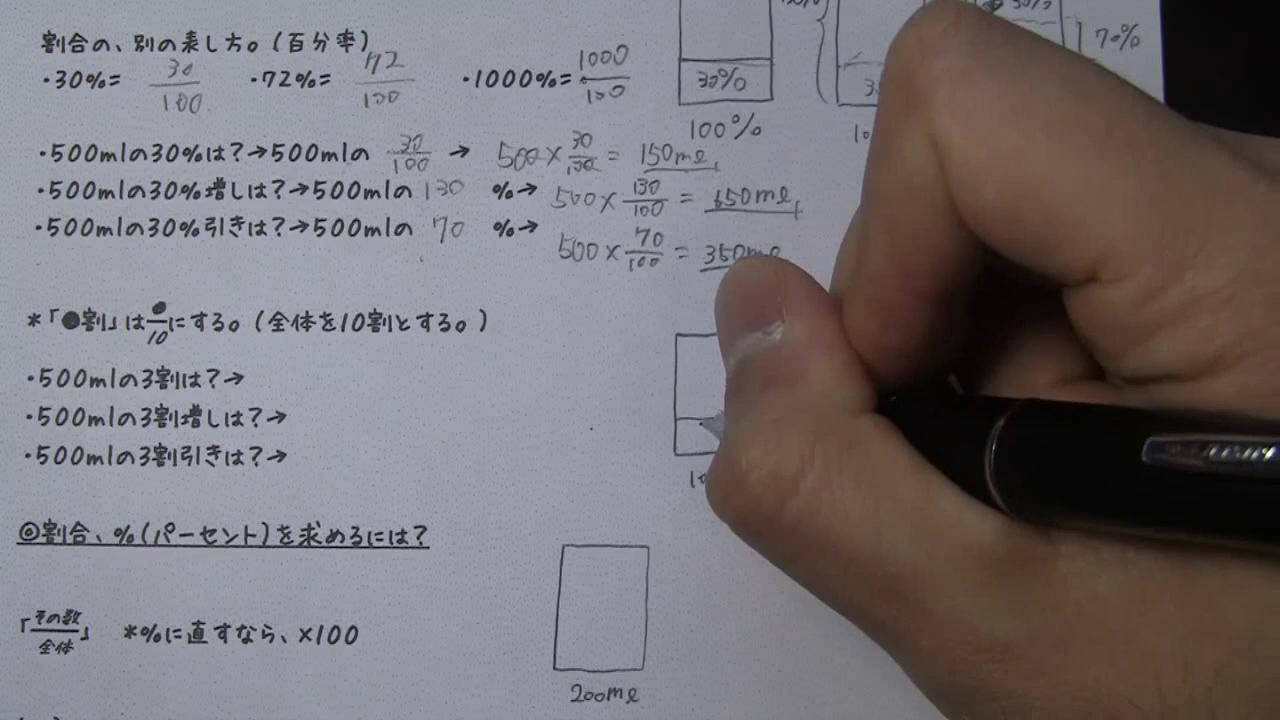 割合の、別の表し方。(百分率)
・30%= 30/100 ・72%= 72/100 ・1000%= 1000/100
・500mlの30%は?→500mlの 30/100 → 500×30/100= 150mℓ
・500mlの30%増しは?→500mlの 130 %→ 500×130/100= 650mℓ
・500mlの30%引きは?→500mlの 70 %→ 500×70/100= 350mℓ
30%
100%
70%
*「●割」は●/10にする。(全体を10割とする。)
・500mlの3割は?→
・500mlの3割増しは?→
・500mlの3割引きは?→
◎割合、%(パーセント)を求めるには?
「その数/全体」 *%に直すなら、×100
200mℓ